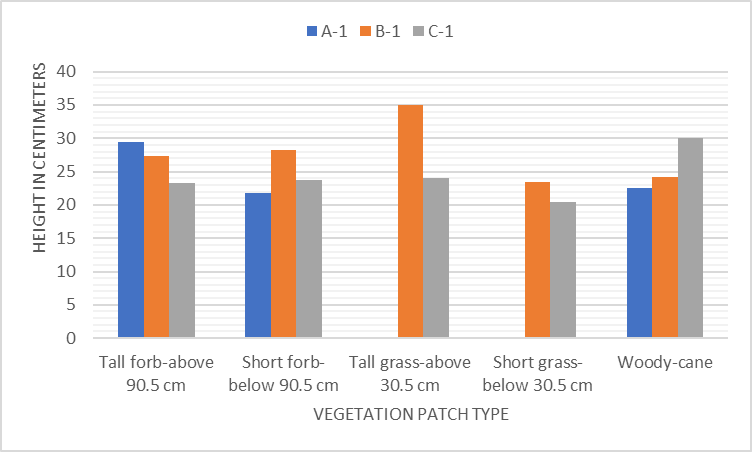 A-1 B-1 C-1
HEIGHT IN CENTIMETERS
40
35
30
25
20
15
10
5
0
Tall forb-above 90.5 cm
Short forb-below 90.5 cm
Tall grass-above 30.5 cm
Short grass-below 30.5 cm
Woody-cane
VEGETATION PATCH TYPE